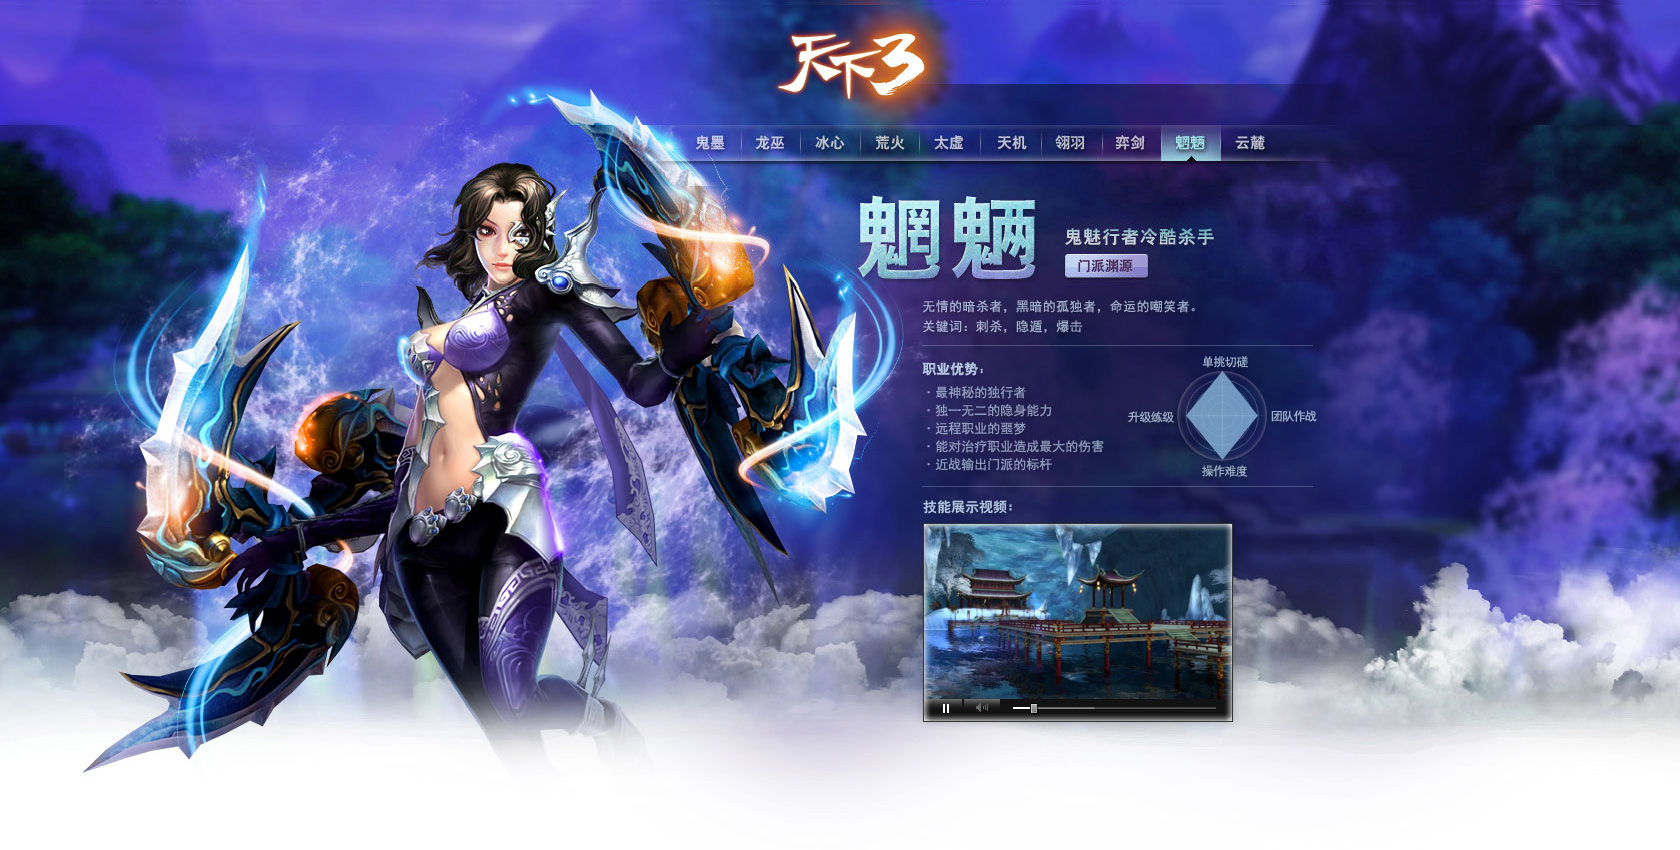 天下3
鬼墨 龙巫 冰心 荒火 太虚 天机 翎羽 弈剑 魍魉 云麓
魍魉
鬼魅行者冷酷杀手
门派渊源
无情的暗杀者，黑暗的孤独者，命运的嘲笑者。
关键词：刺杀，隐遁，爆击
职业优势：
· 最神秘的独行者
· 独一无二的隐身能力
· 远程职业的噩梦
· 能对治疗职业造成最大的伤害
· 近战输出门派的标杆
单挑切磋
升级练级
团队作战
操作难度
技能展示视频：